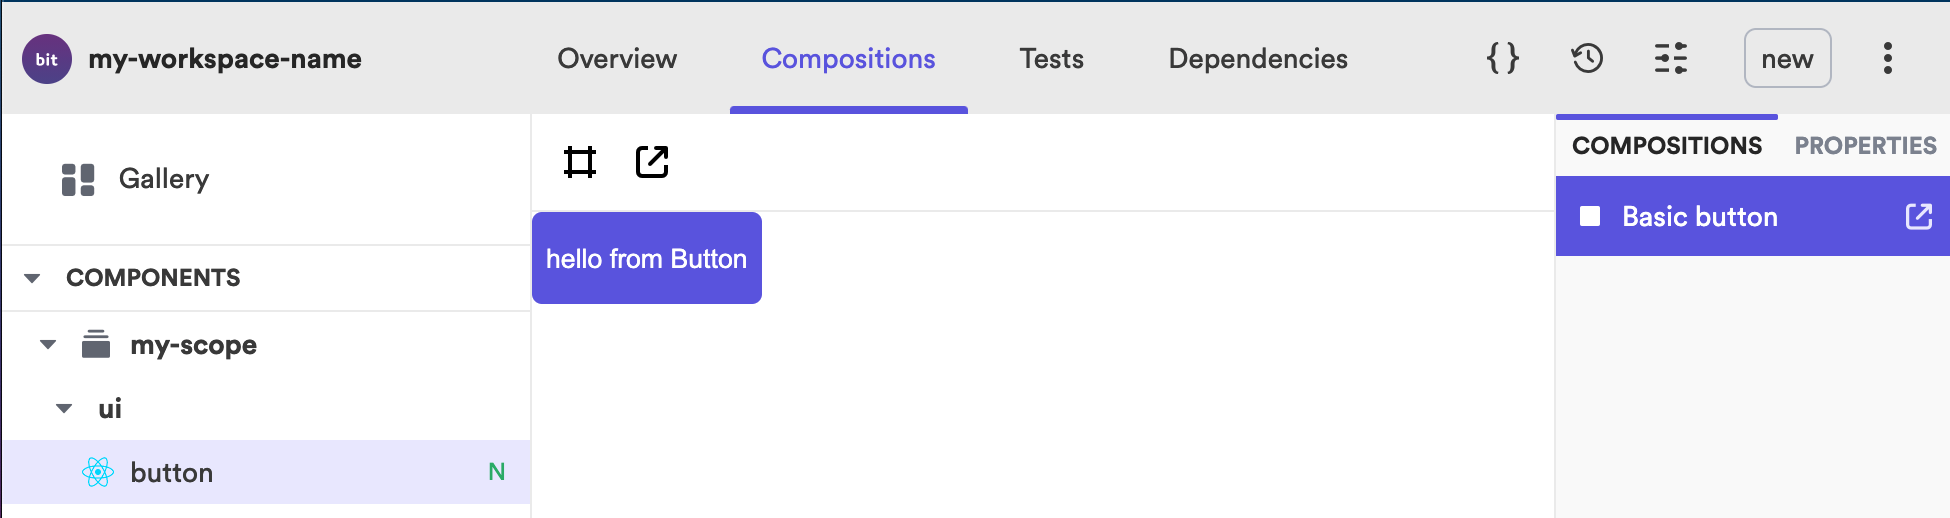 bit my-workspace-name Overview Compositions Tests Dependencies {} new
Gallery
COMPONENTS
my-scope
ui
button N
hello from Button
COMPOSITIONS PROPERTIES
Basic button